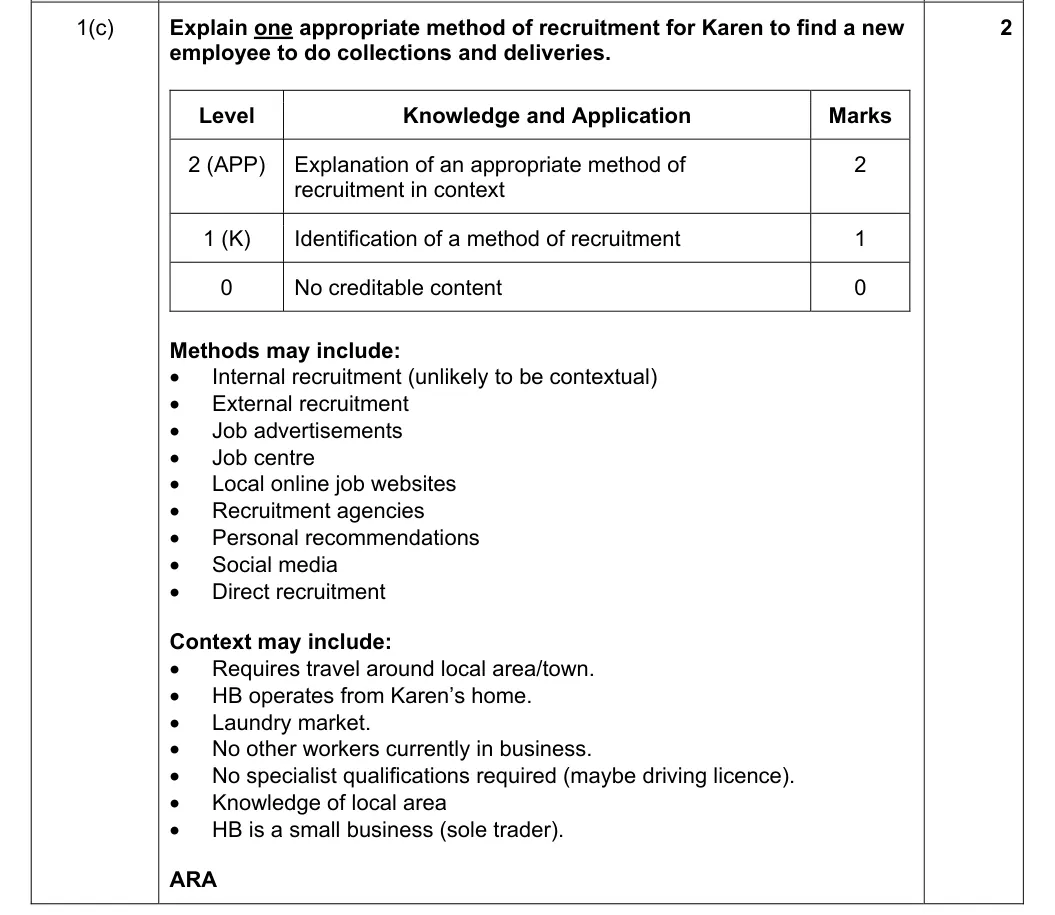 1(c)
Explain one appropriate method of recruitment for Karen to find a new
employee to do collections and deliveries.
2
Level Knowledge and Application Marks
2 (APP) Explanation of an appropriate method of
recruitment in context
2
1 (K) Identification of a method of recruitment 1
0 No creditable content 0
Methods may include:
• Internal recruitment (unlikely to be contextual)
• External recruitment
• Job advertisements
• Job centre
• Local online job websites
• Recruitment agencies
• Personal recommendations
• Social media
• Direct recruitment
Context may include:
• Requires travel around local area/town.
• HB operates from Karen’s home.
• Laundry market.
• No other workers currently in business.
• No specialist qualifications required (maybe driving licence).
• Knowledge of local area
• HB is a small business (sole trader).
ARA